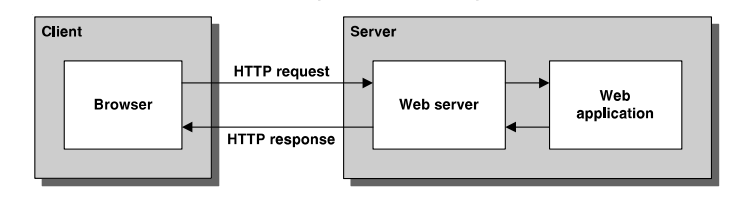 Client
Server
HTTP request
Browser
Web server
Web
application
HTTP response